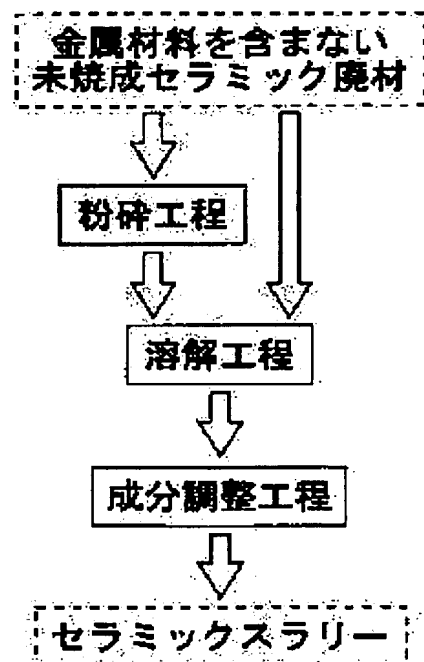 金属材料を含まない
未焼成セラミック廃材
粉砕工程
溶解工程
成分調整工程
セラミックスラリー